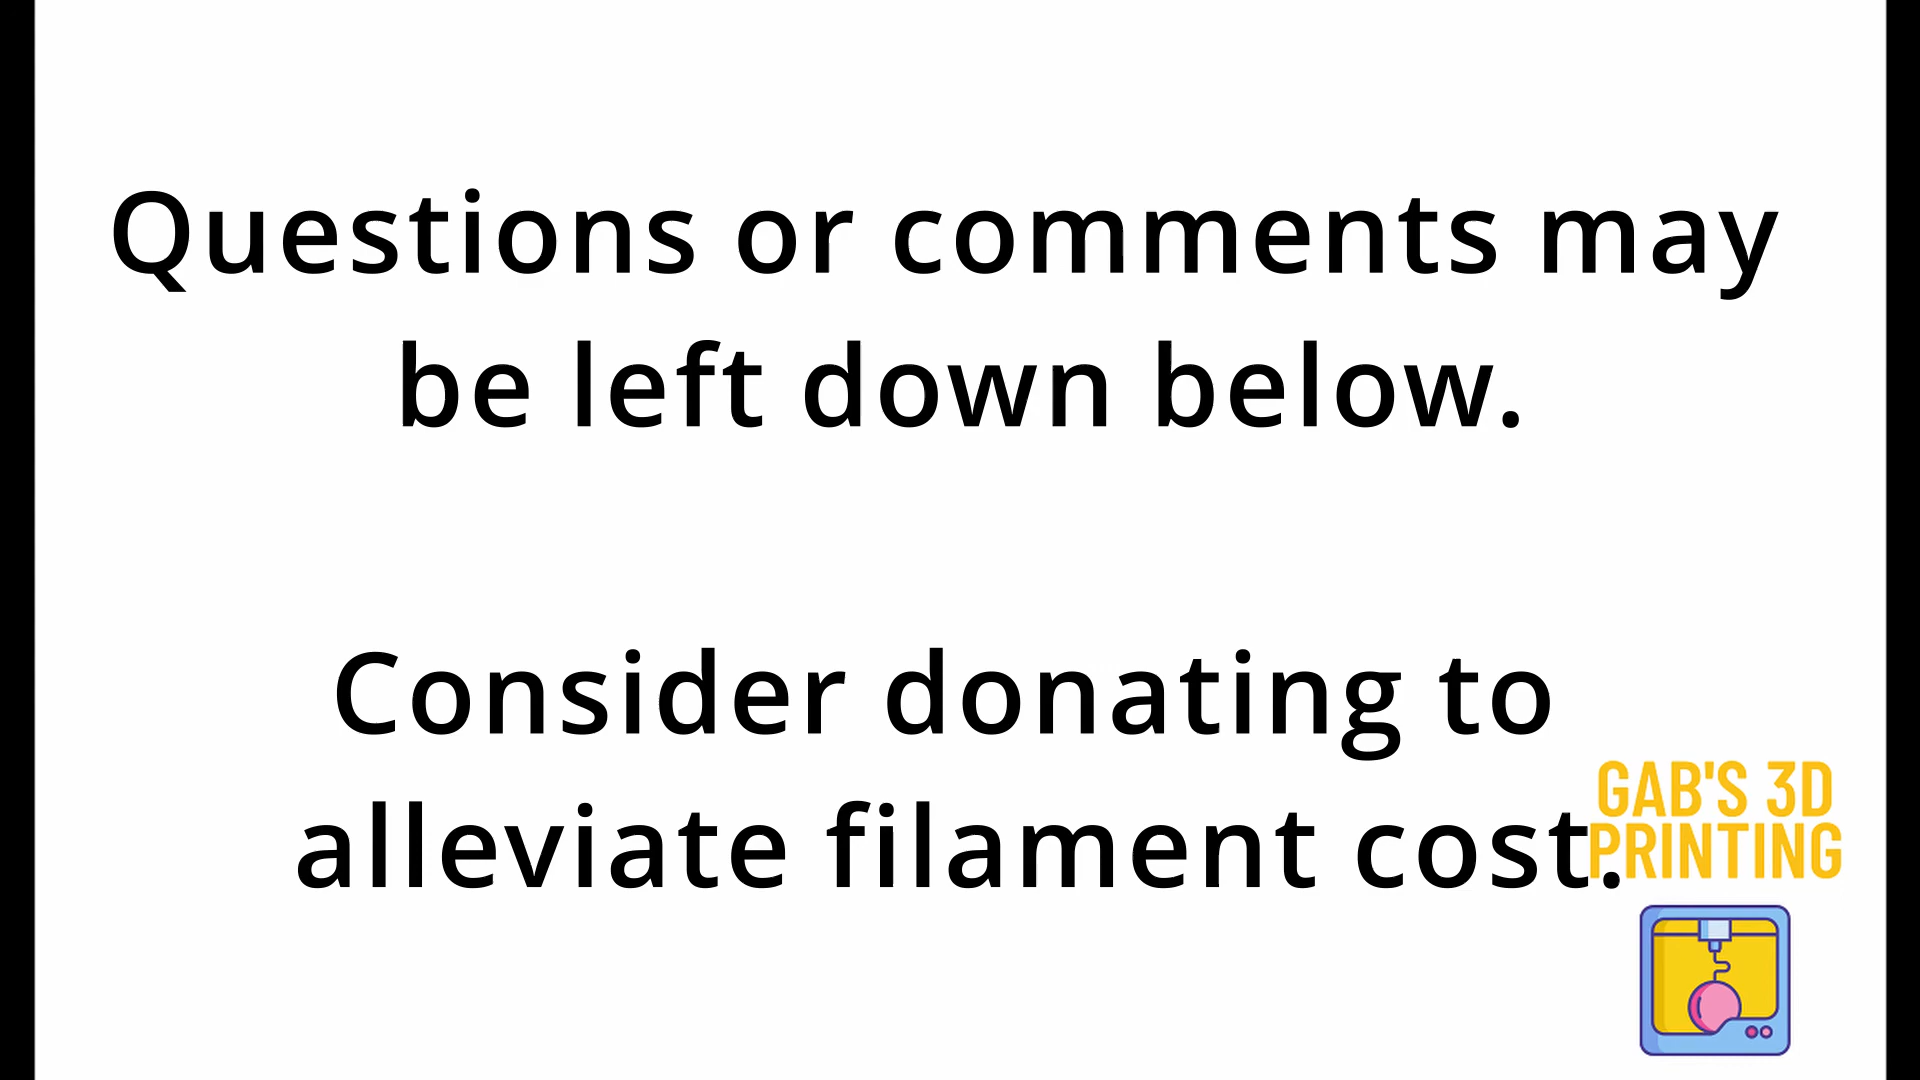 Questions or comments may
be left down below.
Consider donating to
alleviate filament cost.
GAB'S 3D
PRINTING